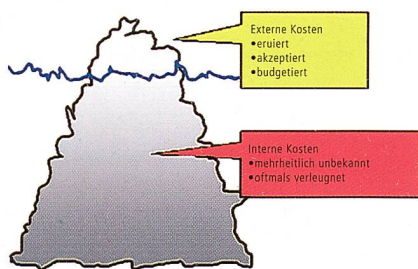 Externe Kosten
•eruiert
•akzeptiert
•budgetiert
Interne Kosten
•mehrheitlich unbekannt
•oftmals verleugnet